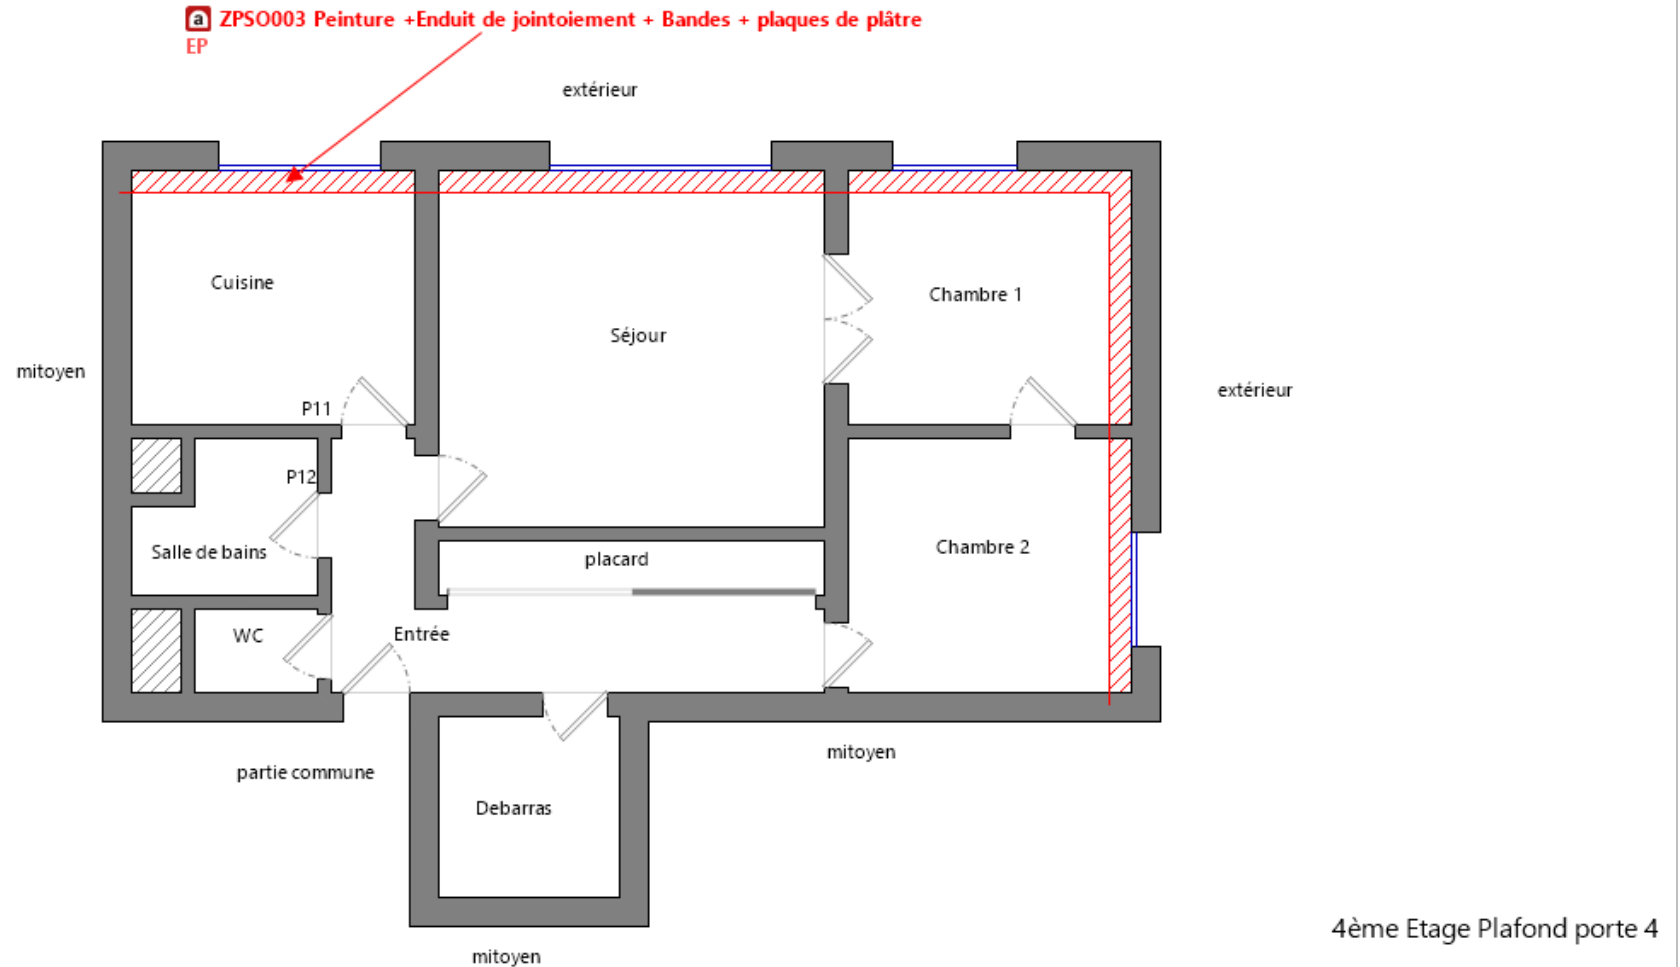 a ZPSO003 Peinture +Enduit de jointoiement + Bandes + plaques de plâtre
EP
extérieur
Cuisine
Chambre 1
Séjour
mitoyen
extérieur
P11
P12
Salle de bains
placard
Chambre 2
WC
Entrée
mitoyen
partie commune
Debarras
4ème Etage Plafond porte 4
mitoyen